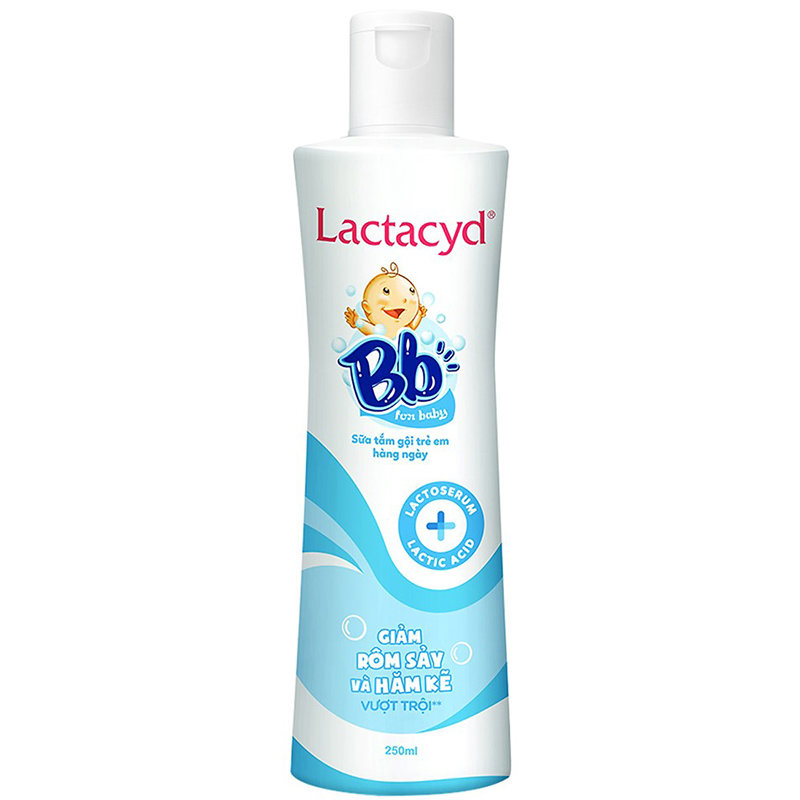 Lactacyd®
Bb
for baby
Sữa tắm gội trẻ em
hàng ngày
LACTOSERUM
LACTIC ACID
GIẢM
RÔM SẢY
VÀ HĂM KẼ
VƯỢT TRỘI**
250ml